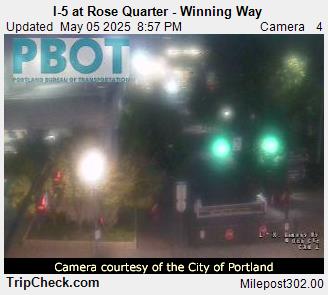 I-5 at Rose Quarter - Winning Way
Updated May 05 2025 8:57 PM Camera 4
PBOT
PORTLAND BUREAU OF TRANSPORTATION
Camera courtesy of the City of Portland
TripCheck.com Milepost302.00